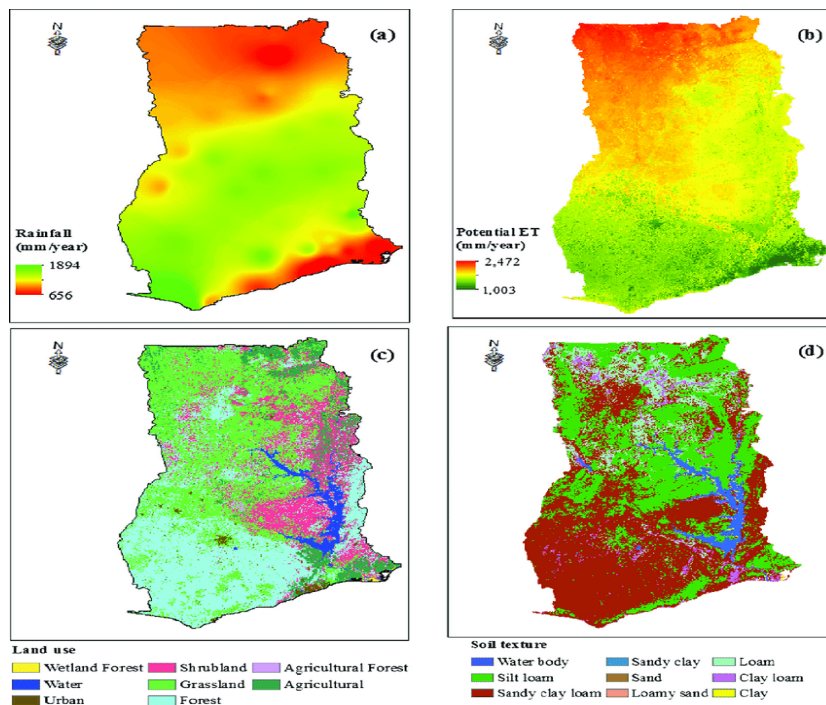 N
(a)
Rainfall
(mm/year)
1894
656
N
(b)
Potential ET
(mm/year)
2,472
1,003
N
(c)
Land use
Wetland Forest Shrubland Agricultural Forest
Water Grassland Agricultural
Urban Forest
N
(d)
Soil texture
Water body Sandy clay Loam
Silt loam Sand Clay loam
Sandy clay loam Loamy sand Clay